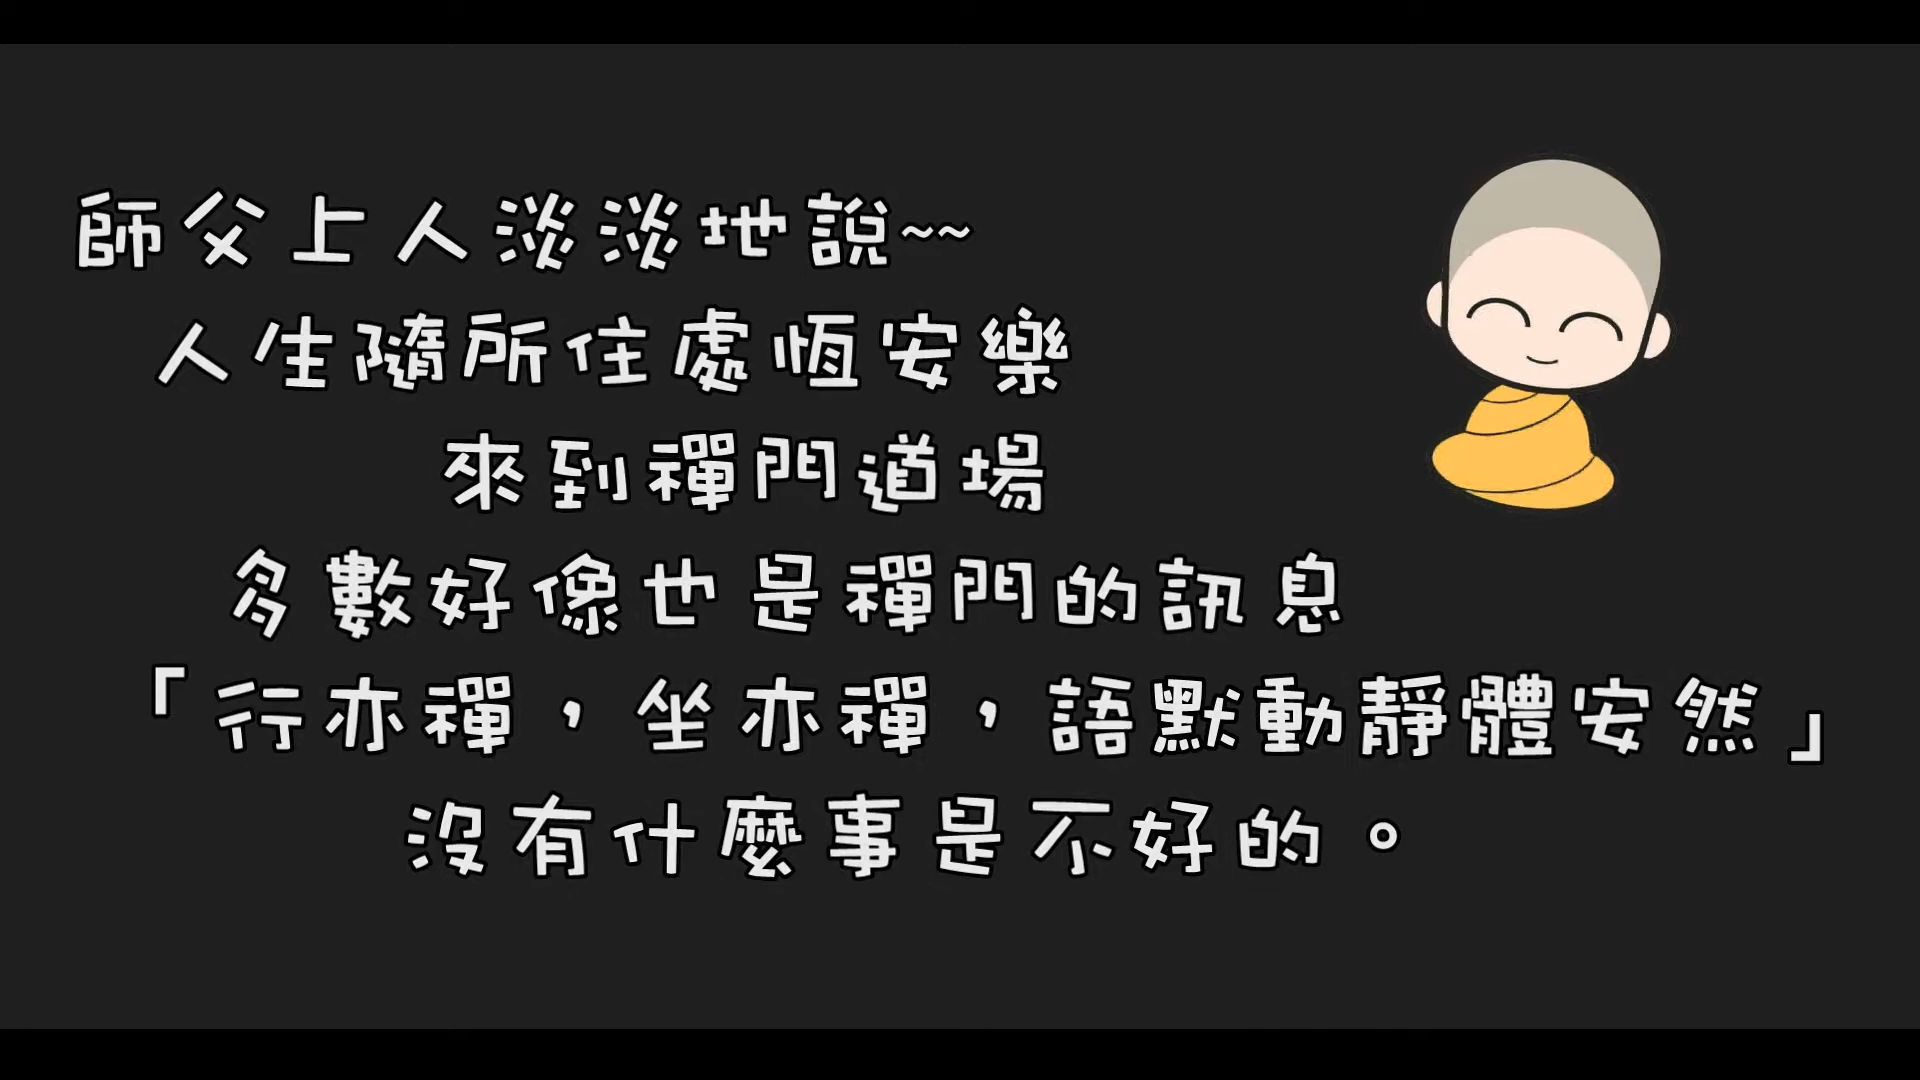 師父上人淡淡地說~~
人生隨所住處恆安樂
來到禪門道場
多數好像也是禪門的訊息
「行亦禪，坐亦禪，語默動靜體安然」
沒有什麼事是不好的。